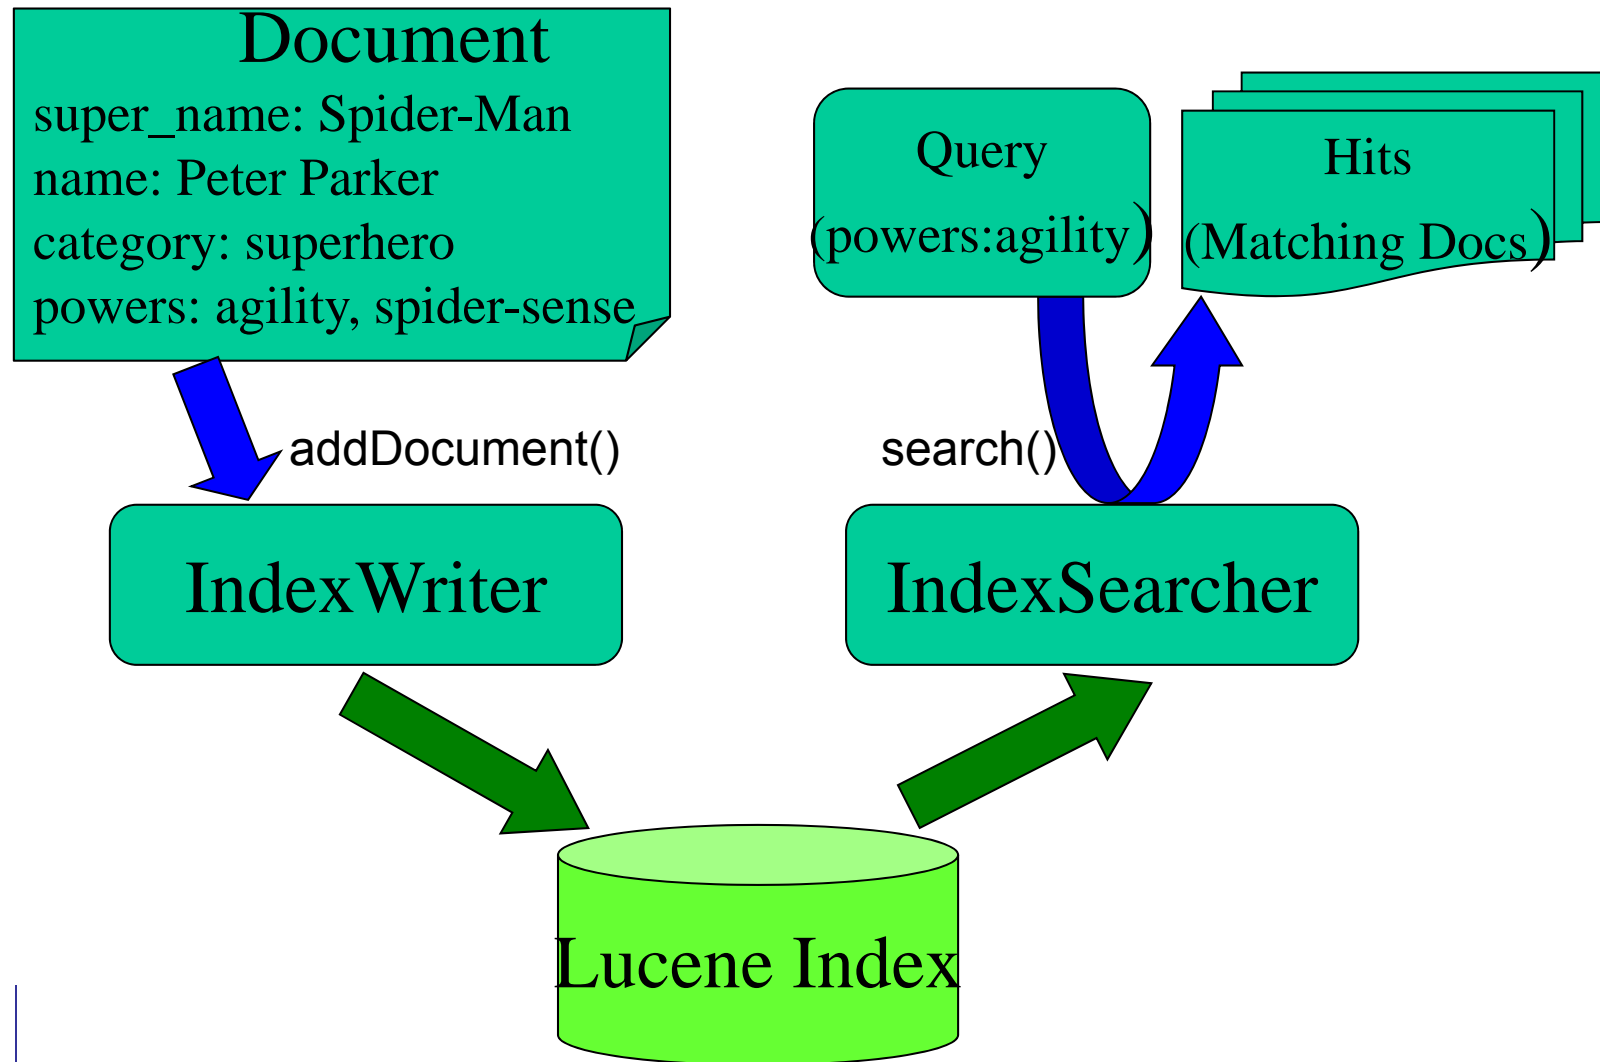 Document
super_name: Spider-Man
name: Peter Parker
category: superhero
powers: agility, spider-sense
Query
(powers:agility)
Hits
(Matching Docs)
addDocument()
search()
IndexWriter
IndexSearcher
Lucene Index